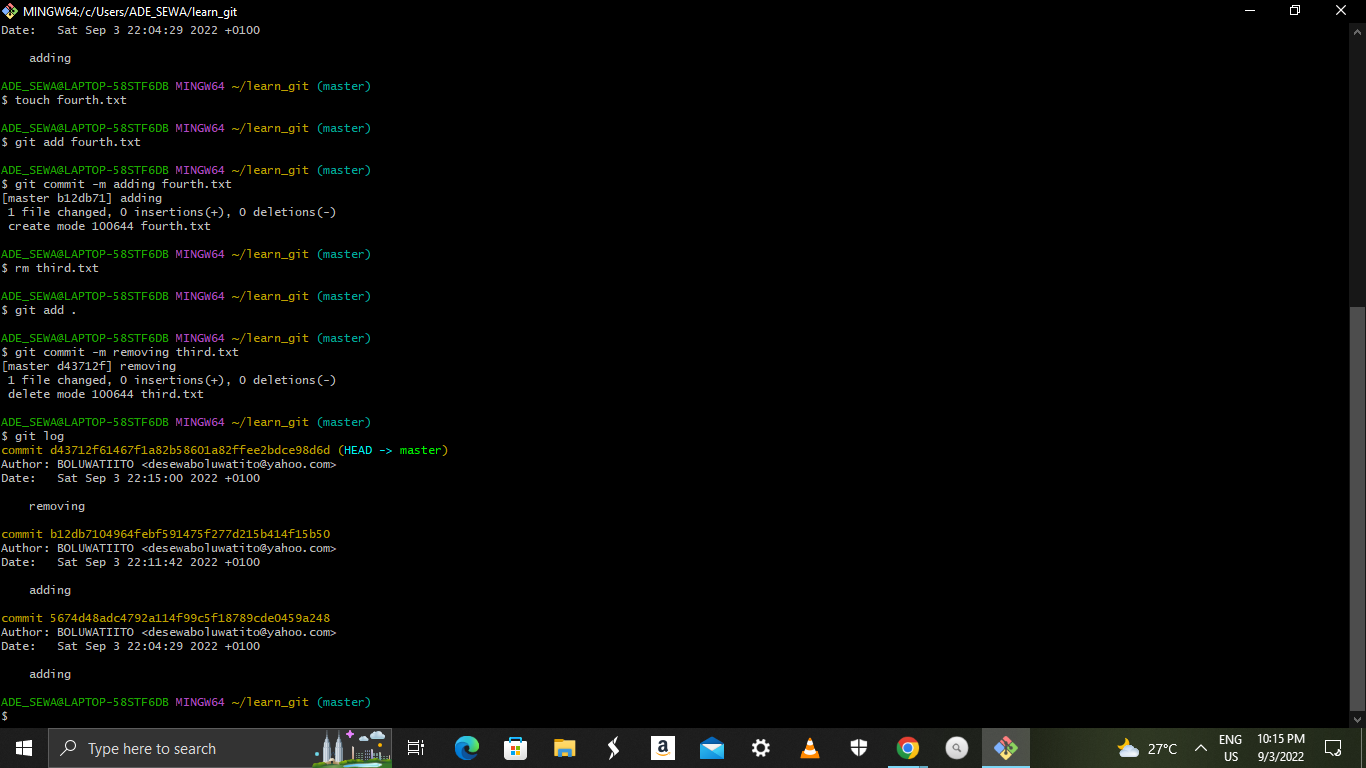 MINGW64:/c/Users/ADE_SEWA/learn_git
Date:   Sat Sep 3 22:04:29 2022 +0100
adding
ADE_SEWA@LAPTOP-58STF6DB MINGW64 ~/learn_git (master)
$ touch fourth.txt
ADE_SEWA@LAPTOP-58STF6DB MINGW64 ~/learn_git (master)
$ git add fourth.txt
ADE_SEWA@LAPTOP-58STF6DB MINGW64 ~/learn_git (master)
$ git commit -m adding fourth.txt
[master b12db71] adding
1 file changed, 0 insertions(+), 0 deletions(-)
create mode 100644 fourth.txt
ADE_SEWA@LAPTOP-58STF6DB MINGW64 ~/learn_git (master)
$ rm third.txt
ADE_SEWA@LAPTOP-58STF6DB MINGW64 ~/learn_git (master)
$ git add .
ADE_SEWA@LAPTOP-58STF6DB MINGW64 ~/learn_git (master)
$ git commit -m removing third.txt
[master d43712f] removing
1 file changed, 0 insertions(+), 0 deletions(-)
delete mode 100644 third.txt
ADE_SEWA@LAPTOP-58STF6DB MINGW64 ~/learn_git (master)
$ git log
commit d43712f61467f1a82b58601a82ffee2bdce98d6d (HEAD -> master)
Author: BOLUWATIITO <desewaboluwatito@yahoo.com>
Date:   Sat Sep 3 22:15:00 2022 +0100
removing
commit b12db7104964febf591475f277d215b414f15b50
Author: BOLUWATIITO <desewaboluwatito@yahoo.com>
Date:   Sat Sep 3 22:11:42 2022 +0100
adding
commit 5674d48adc4792a114f99c5f18789cde0459a248
Author: BOLUWATIITO <desewaboluwatito@yahoo.com>
Date:   Sat Sep 3 22:04:29 2022 +0100
adding
ADE_SEWA@LAPTOP-58STF6DB MINGW64 ~/learn_git (master)
$
Type here to search
a
27°C
ENG
US
10:15 PM
9/3/2022